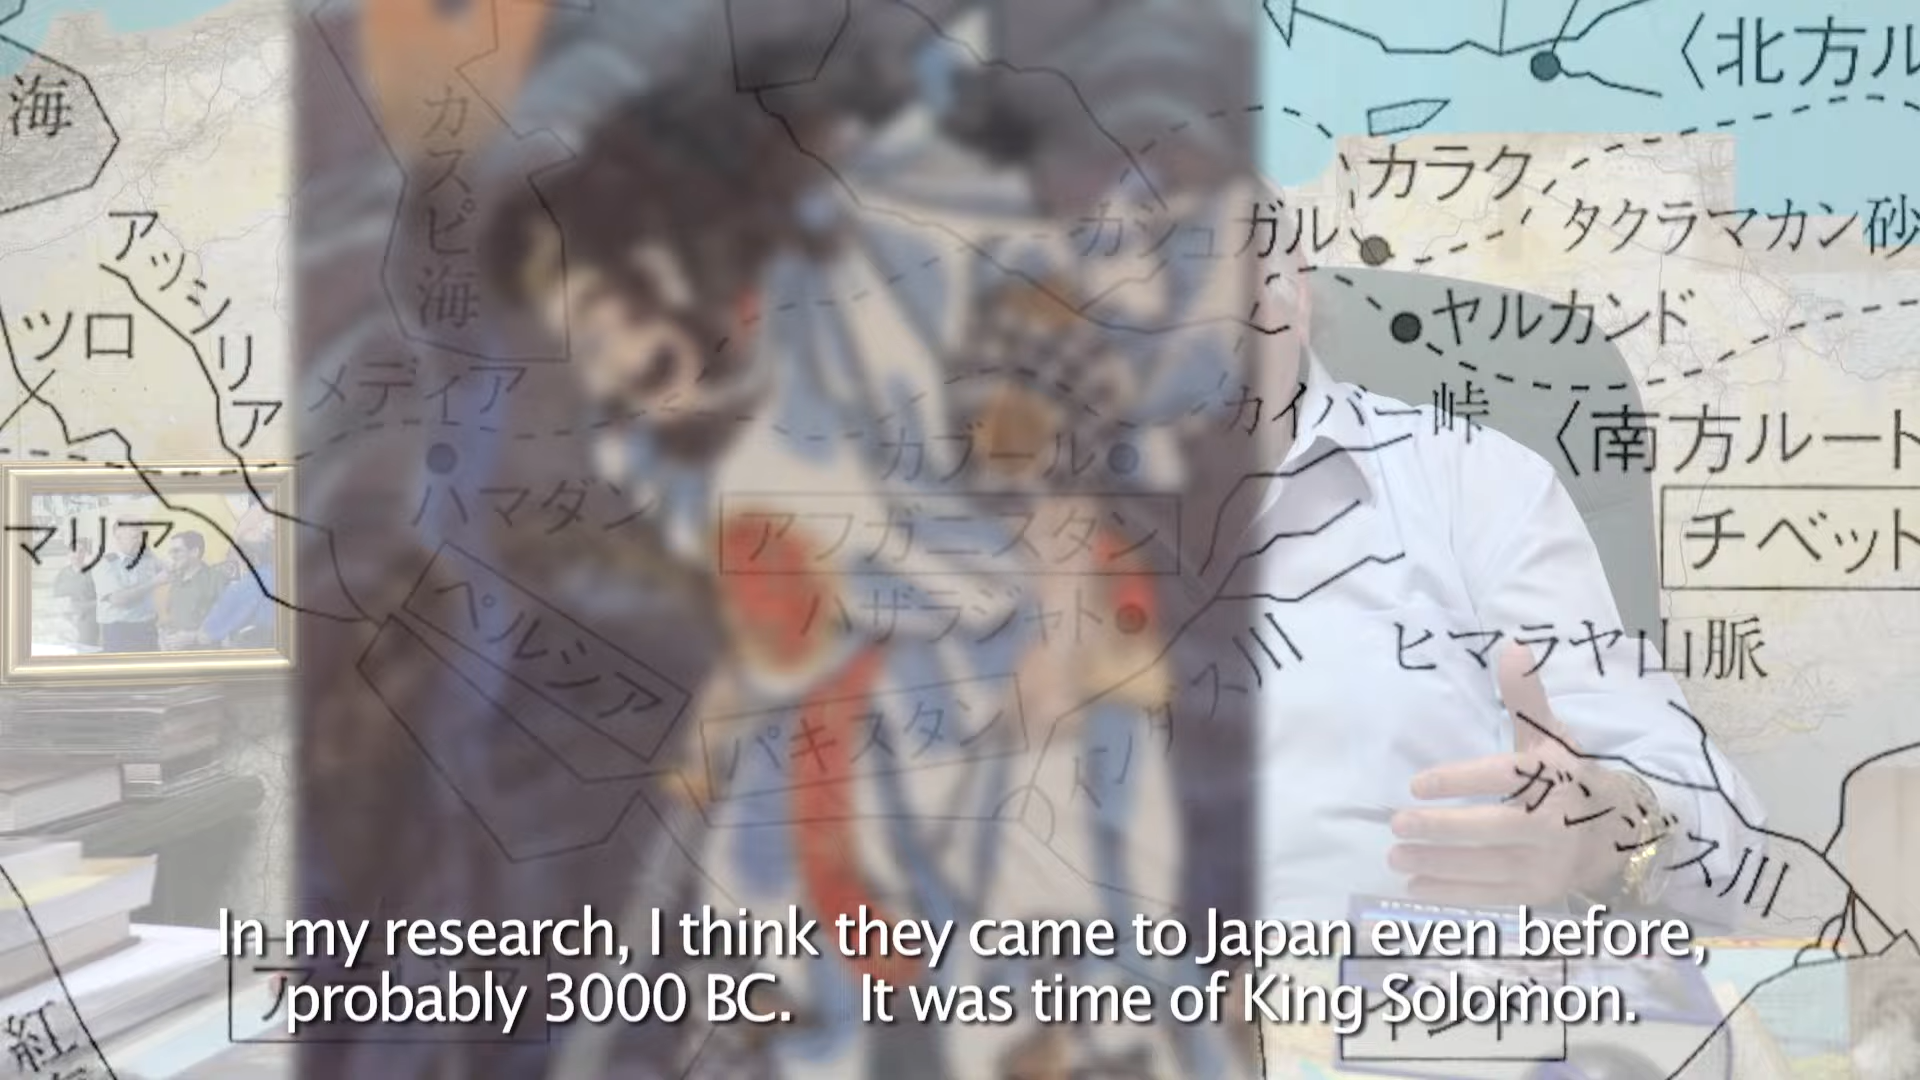 海
〈北方ル
カスピ海
カラク
カシュガル
タクラマカン砂
アッシリア
ツロ
ヤルカンド
メディア
カイバー峠
〈南方ルート
カブール
ハマダン
アフガニスタン
チベット
マリア
ハザラジャト
ペルシア
ヒマラヤ山脈
パキスタン
ガンジス川
In my research, I think they came to Japan even before,
probably 3000 BC. It was time of King Solomon.
インド
紅